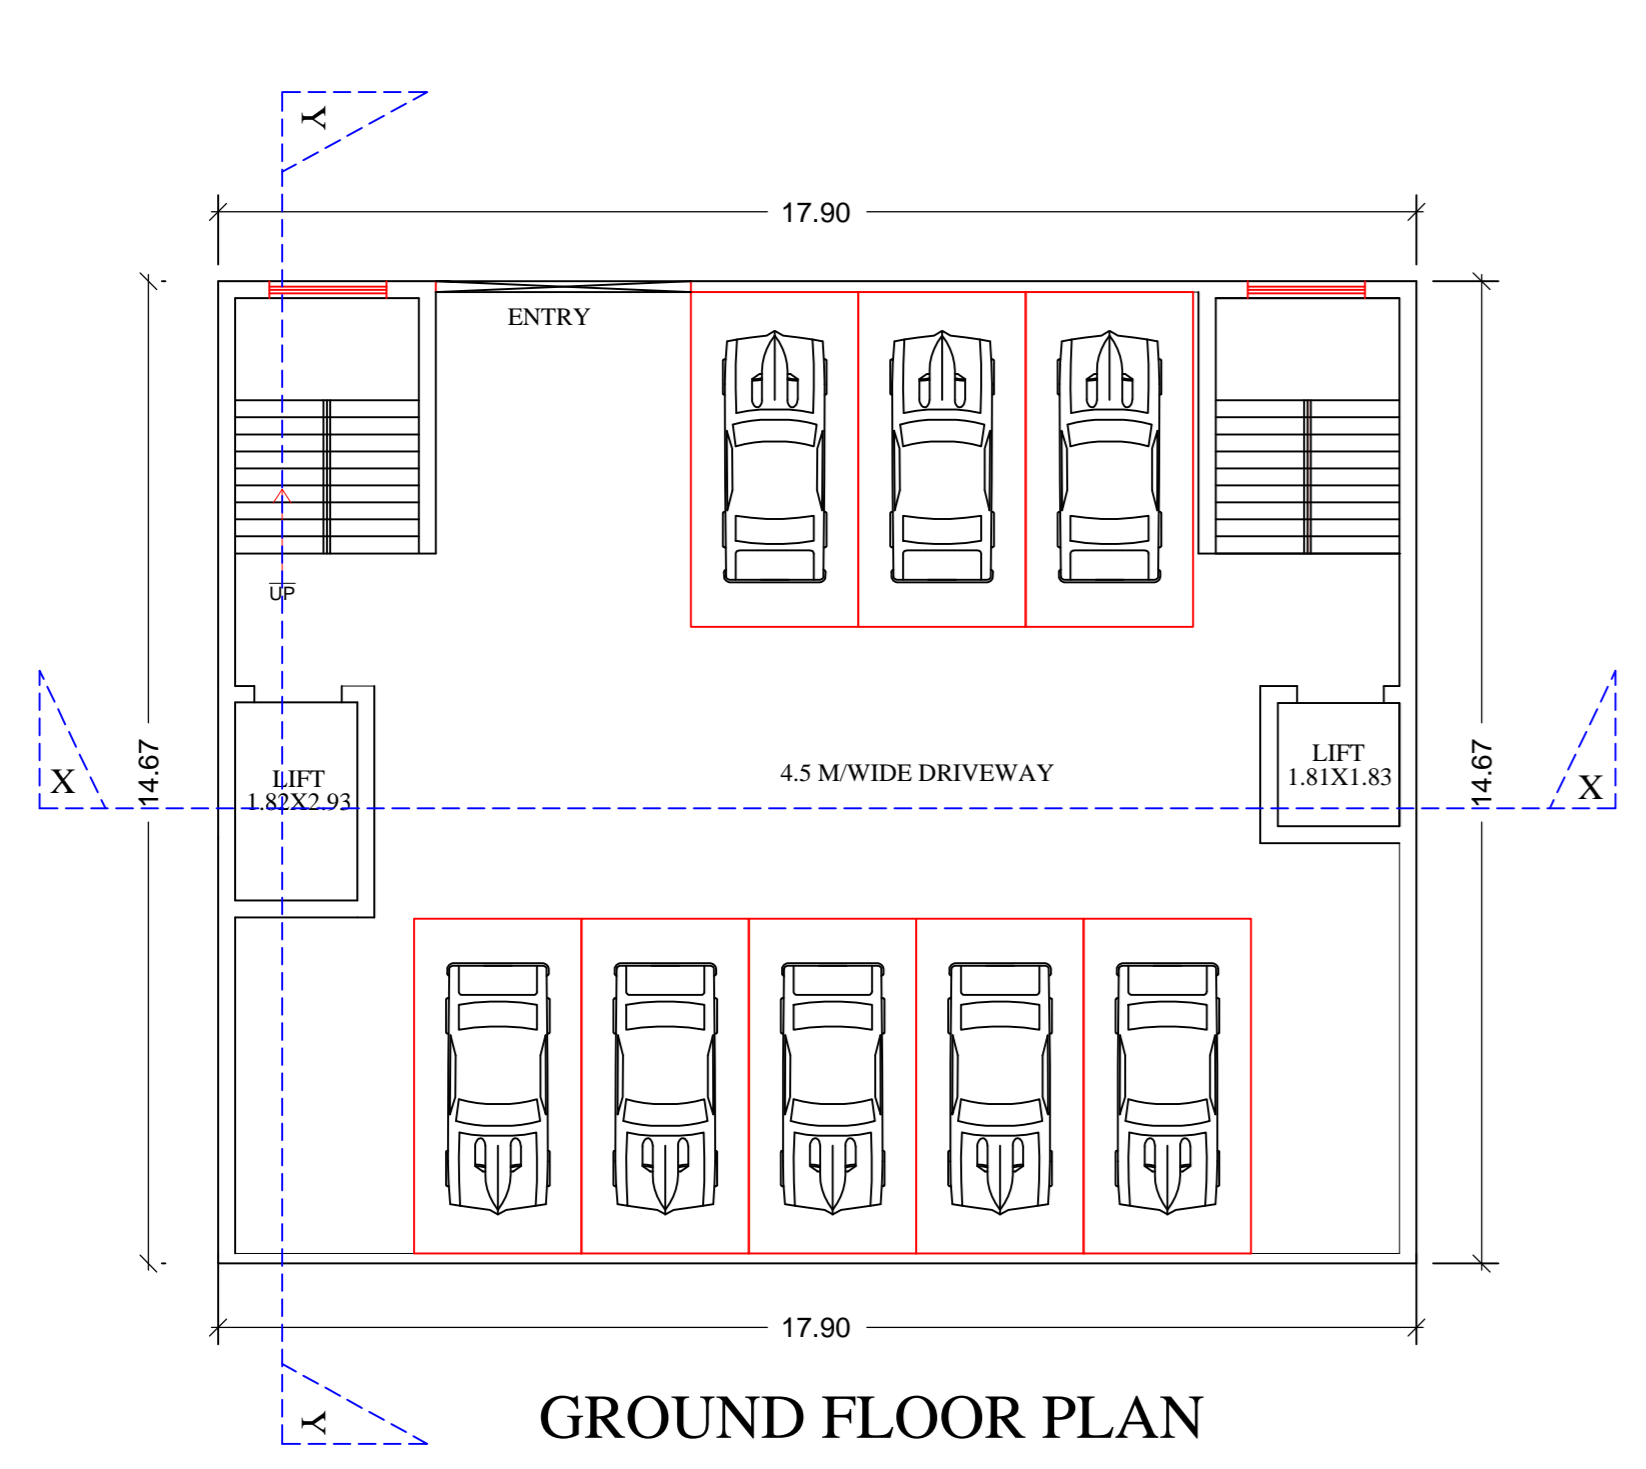 Y
17.90
ENTRY
UP
X
14.67
LIFT
1.82X2.93
4.5 M/WIDE DRIVEWAY
LIFT
1.81X1.83
14.67
X
17.90
Y
GROUND FLOOR PLAN